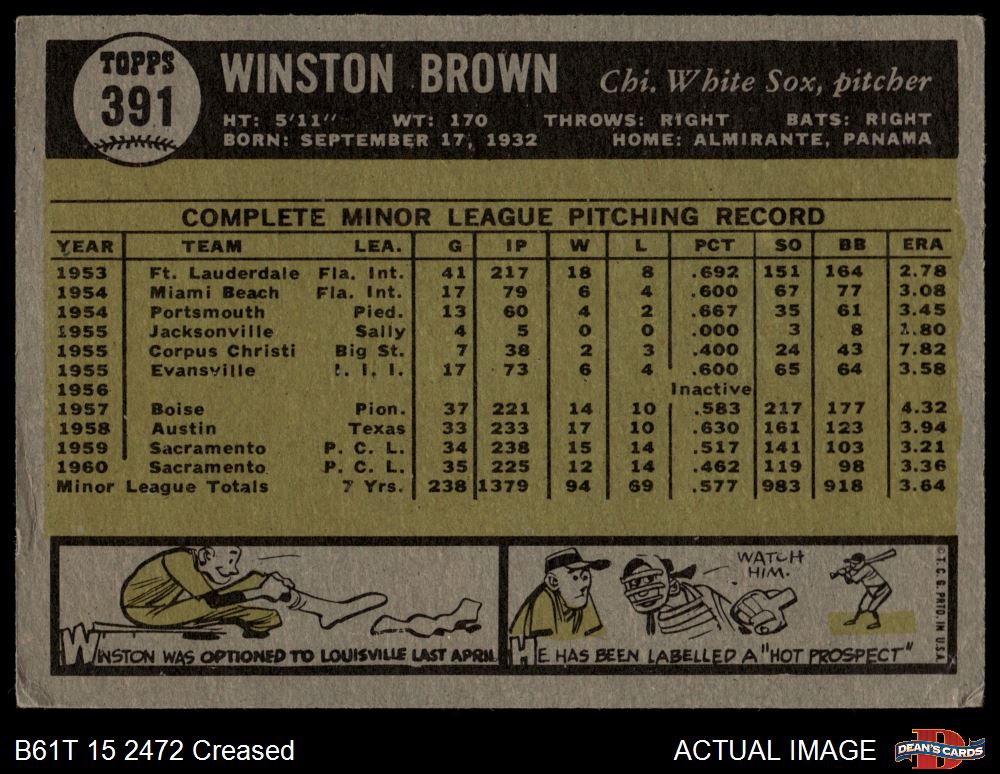 TOPPS
391
WINSTON BROWN Chi. White Sox, pitcher
HT: 5'11" WT: 170 THROWS: RIGHT BATS: RIGHT
BORN: SEPTEMBER 17, 1932 HOME: ALMIRANTE, PANAMA
COMPLETE MINOR LEAGUE PITCHING RECORD
YEAR TEAM LEA. G IP W L PCT SO BB ERA
1953 Ft. Lauderdale Fla. Int. 41 217 18 8 .692 151 164 2.78
1954 Miami Beach Fla. Int. 17 79 6 4 .600 67 77 3.08
1954 Portsmouth Pied. 13 60 4 2 .667 35 61 3.45
1955 Jacksonville Sally 4 5 0 0 .000 3 8 1.80
1955 Corpus Christi Big St. 7 38 2 3 .400 24 43 7.82
1955 Evansville I. I. I. 17 73 6 4 .600 65 64 3.58
1956 Inactive
1957 Boise Pion. 37 221 14 10 .583 217 177 4.32
1958 Austin Texas 33 233 17 10 .630 161 123 3.94
1959 Sacramento P. C. L. 34 238 15 14 .517 141 103 3.21
1960 Sacramento P. C. L. 35 225 12 14 .462 119 98 3.36
Minor League Totals 7 Yrs. 238 1379 94 69 .577 983 918 3.64
WINSTON WAS OPTIONED TO LOUISVILLE LAST APRIL
WATCH
HIM.
HE HAS BEEN LABELLED A "HOT PROSPECT"
©T.C.G. PRTD. IN U.S.A.
B61T 15 2472 Creased ACTUAL IMAGE
DEAN'S CARDS